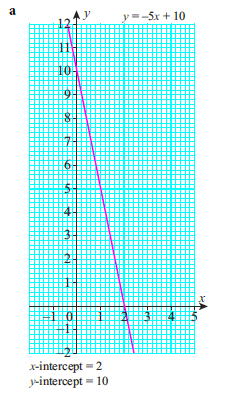 a
y
y = –5x + 10
12
11
10
9
8
7
6
5
4
3
2
1
x
–1 0 1 2 3 4 5
–1
–2
x-intercept = 2
y-intercept = 10